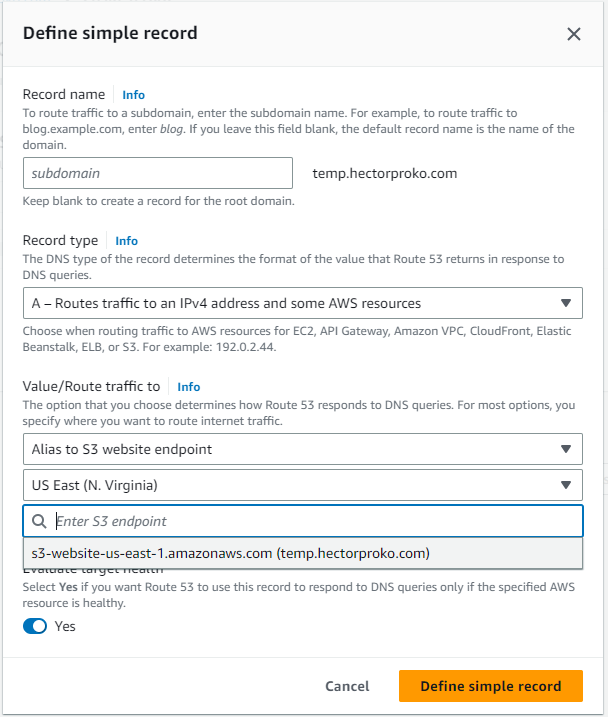 Define simple record
Record name Info
To route traffic to a subdomain, enter the subdomain name. For example, to route traffic to
blog.example.com, enter blog. If you leave this field blank, the default record name is the name of the
domain.
subdomain temp.hectorproko.com
Keep blank to create a record for the root domain.
Record type Info
The DNS type of the record determines the format of the value that Route 53 returns in response to
DNS queries.
A – Routes traffic to an IPv4 address and some AWS resources
Choose when routing traffic to AWS resources for EC2, API Gateway, Amazon VPC, CloudFront, Elastic
Beanstalk, ELB, or S3. For example: 192.0.2.44.
Value/Route traffic to Info
The option that you choose determines how Route 53 responds to DNS queries. For most options, you
specify where you want to route internet traffic.
Alias to S3 website endpoint
US East (N. Virginia)
Enter S3 endpoint
s3-website-us-east-1.amazonaws.com (temp.hectorproko.com)
Evaluate target health
Select Yes if you want Route 53 to use this record to respond to DNS queries only if the specified AWS
resource is healthy.
Yes
Cancel Define simple record